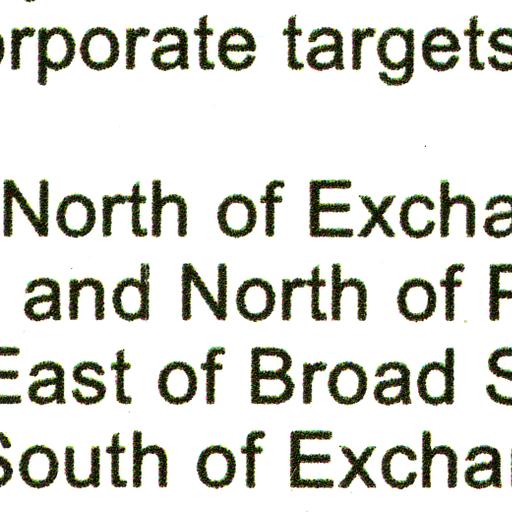 orporate targets
North of Excha
and North of
East of Broad S
South of Excha